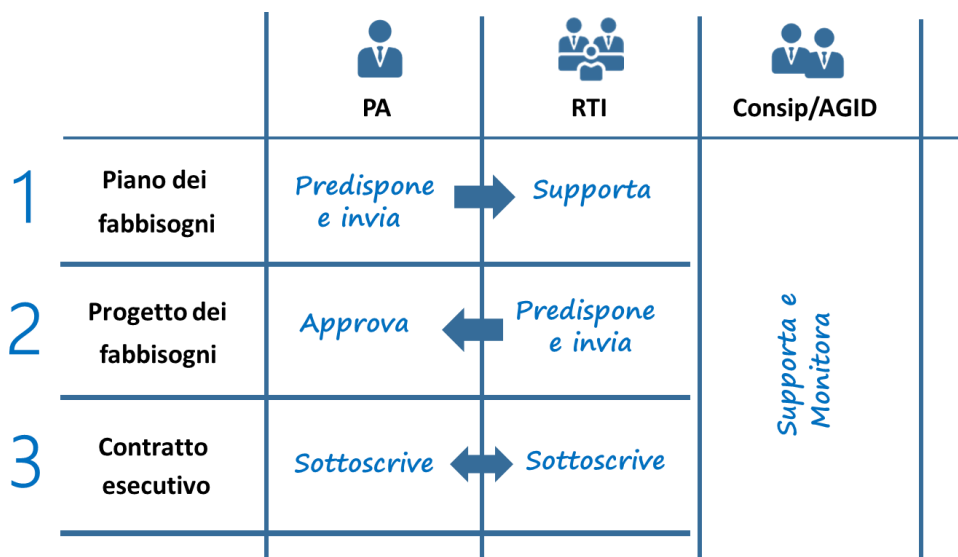 PA
RTI
Consip/AGID
1
Piano dei
fabbisogni
Predispone
e invia
Supporta
2
Progetto dei
fabbisogni
Approva
Predispone
e invia
Supporta e
Monitora
3
Contratto
esecutivo
Sottoscrive
Sottoscrive